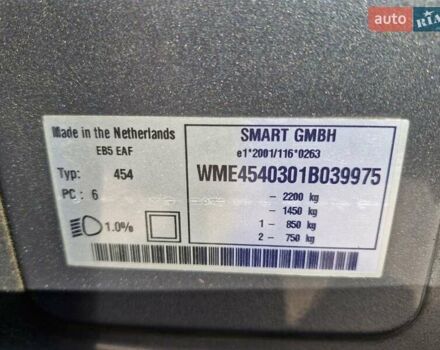 auto RIA
Made in the Netherlands
EB5 EAF
Typ: 454
PC: 6
1.0%
SMART GMBH
e1*2001/116*0263
WME4540301B039975
– 2200 kg
– 1450 kg
1 – 850 kg
2 – 750 kg